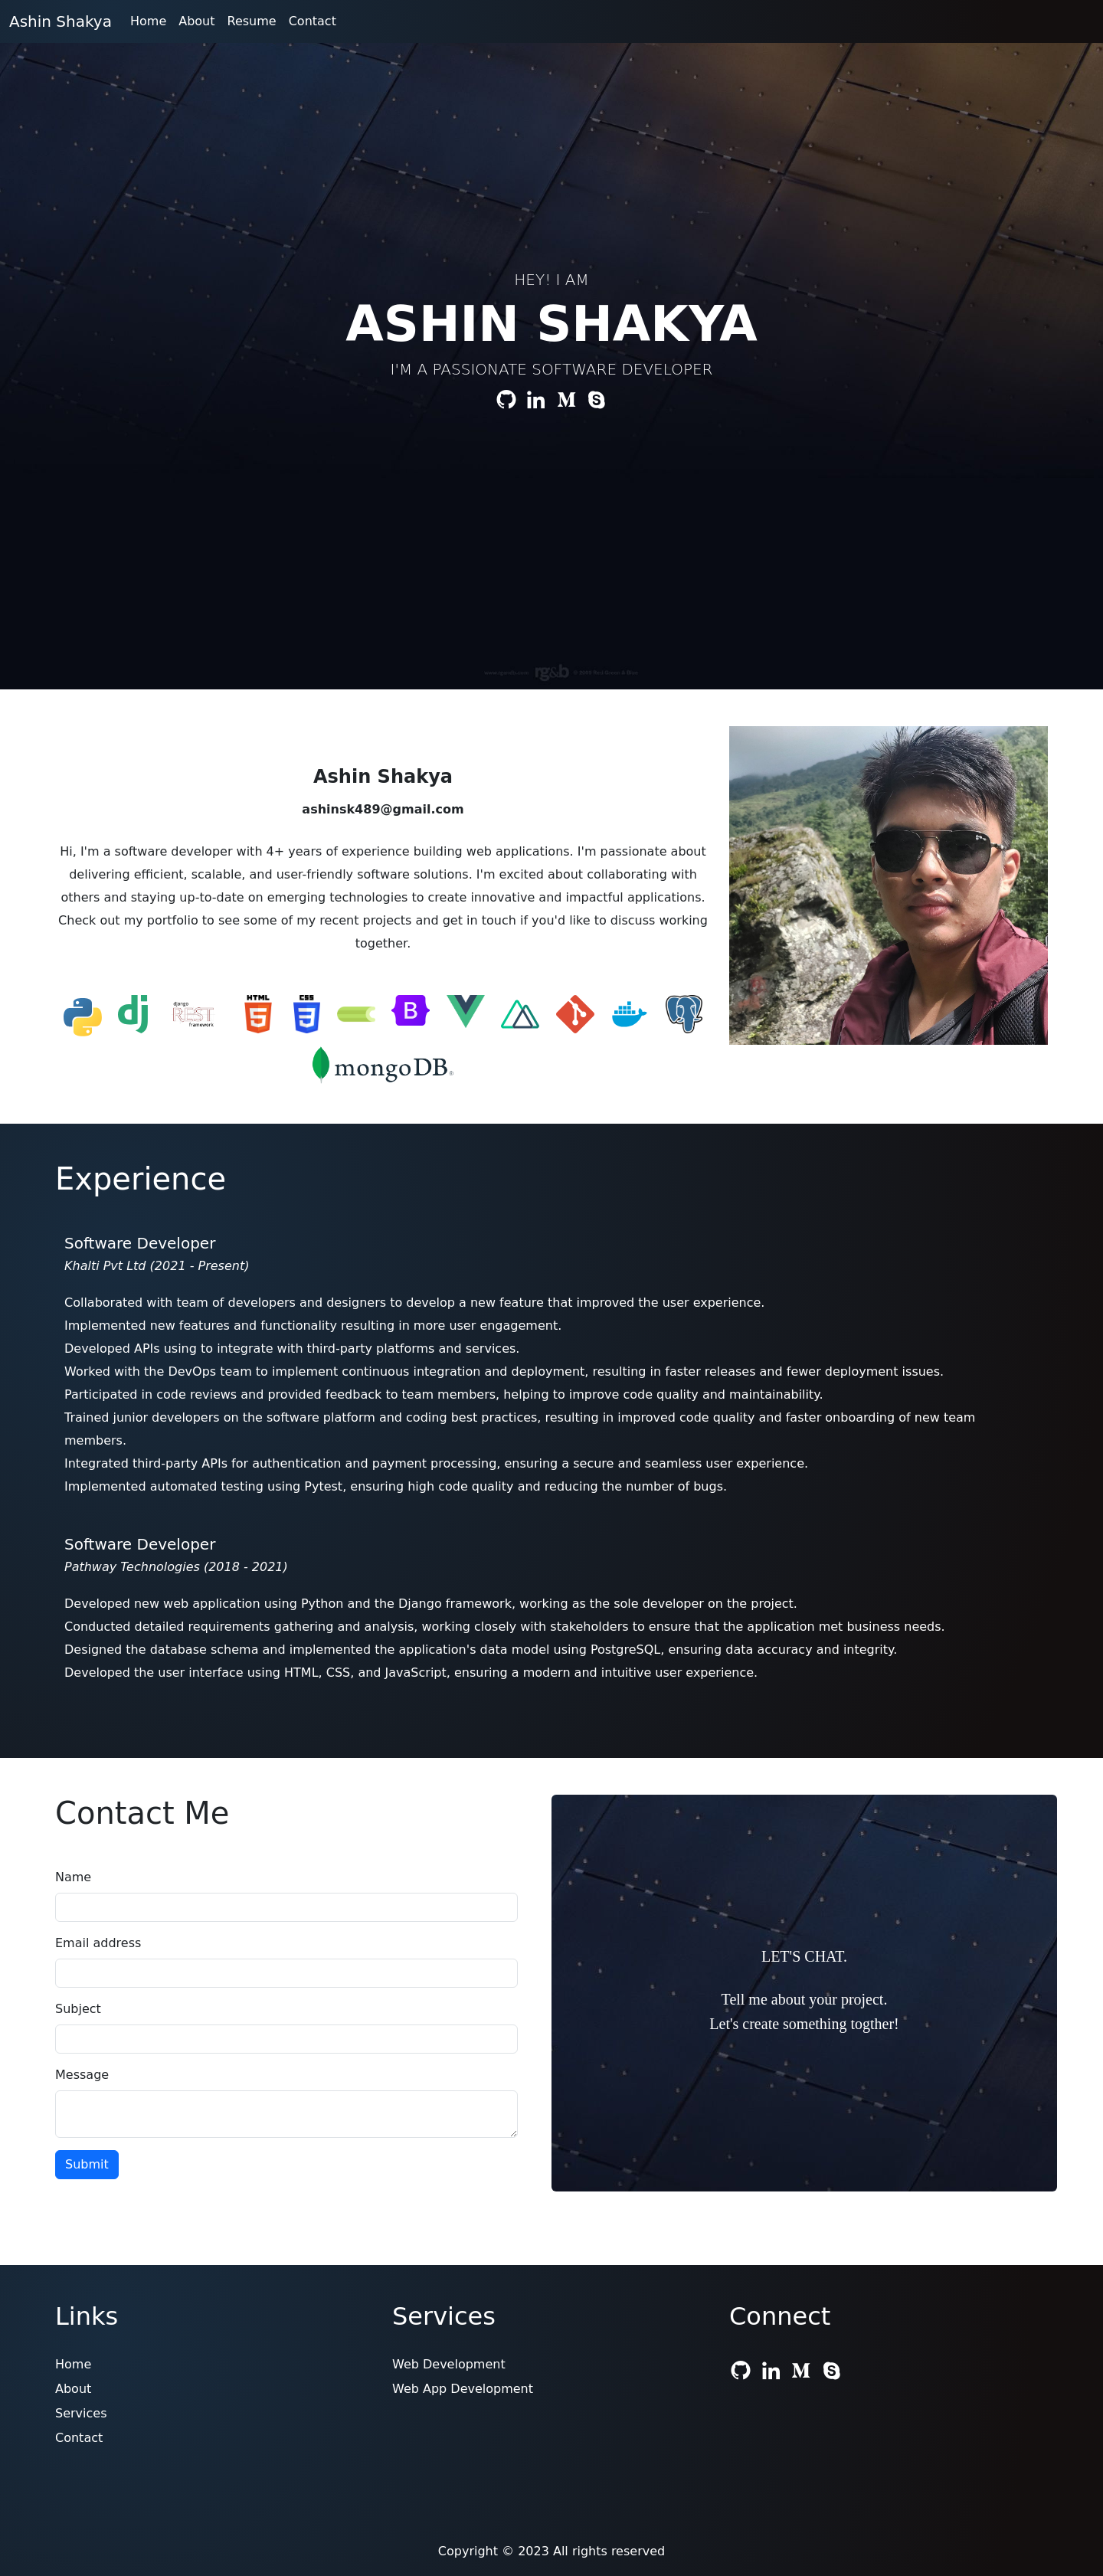 Ashin Shakya Home About Resume Contact
HEY! I AM
ASHIN SHAKYA
I'M A PASSIONATE SOFTWARE DEVELOPER
rg&b
Ashin Shakya
ashinsk489@gmail.com
Hi, I'm a software developer with 4+ years of experience building web applications. I'm passionate about
delivering efficient, scalable, and user-friendly software solutions. I'm excited about collaborating with
others and staying up-to-date on emerging technologies to create innovative and impactful applications.
Check out my portfolio to see some of my recent projects and get in touch if you'd like to discuss working
together.
dj
django
REST
framework
HTML
5
CSS
3
B
mongoDB®
Experience
Software Developer
Khalti Pvt Ltd (2021 - Present)
Collaborated with team of developers and designers to develop a new feature that improved the user experience.
Implemented new features and functionality resulting in more user engagement.
Developed APIs using to integrate with third-party platforms and services.
Worked with the DevOps team to implement continuous integration and deployment, resulting in faster releases and fewer deployment issues.
Participated in code reviews and provided feedback to team members, helping to improve code quality and maintainability.
Trained junior developers on the software platform and coding best practices, resulting in improved code quality and faster onboarding of new team
members.
Integrated third-party APIs for authentication and payment processing, ensuring a secure and seamless user experience.
Implemented automated testing using Pytest, ensuring high code quality and reducing the number of bugs.
Software Developer
Pathway Technologies (2018 - 2021)
Developed new web application using Python and the Django framework, working as the sole developer on the project.
Conducted detailed requirements gathering and analysis, working closely with stakeholders to ensure that the application met business needs.
Designed the database schema and implemented the application's data model using PostgreSQL, ensuring data accuracy and integrity.
Developed the user interface using HTML, CSS, and JavaScript, ensuring a modern and intuitive user experience.
Contact Me
Name
Email address
Subject
Message
Submit
LET'S CHAT.
Tell me about your project.
Let's create something togther!
Links
Home
About
Services
Contact
Services
Web Development
Web App Development
Connect
Copyright © 2023 All rights reserved